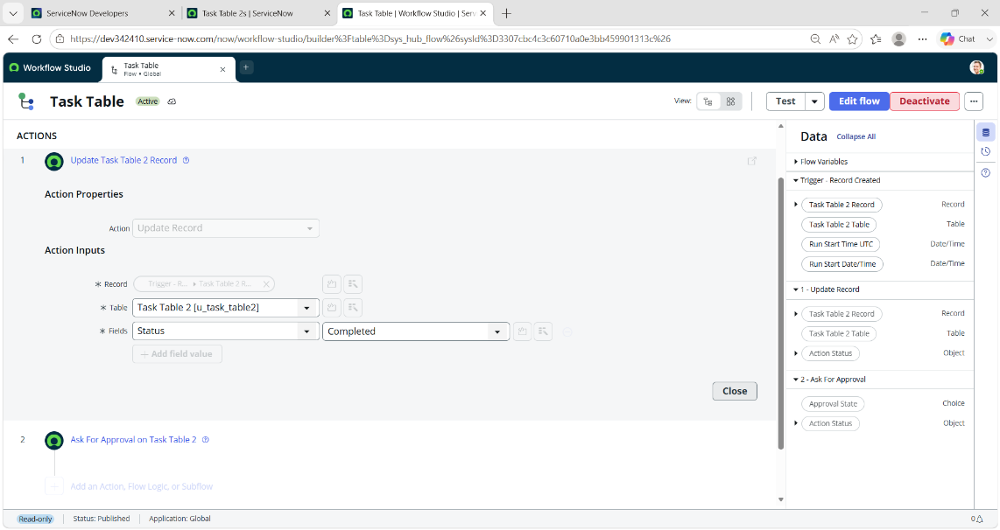 ServiceNow Developers
Task Table 2s | ServiceNow
Task Table | Workflow Studio | Serv
https://dev342410.service-now.com/now/workflow-studio/builder%3Ftable%3Dsys_hub_flow%26sysId%3D3307cbc4c3c60710a0e3bb459901313c%26
Chat
Workflow Studio
Task Table
Flow • Global
Task Table
Active
View:
Test
Edit flow
Deactivate
ACTIONS
1
Update Task Table 2 Record
Action Properties
Action
Update Record
Action Inputs
* Record
Trigger - R... ▸ Task Table 2 R...
* Table
Task Table 2 [u_task_table2]
* Fields
Status
Completed
+ Add field value
Close
2
Ask For Approval on Task Table 2
Add an Action, Flow Logic, or Subflow
Data
Collapse All
Flow Variables
Trigger - Record Created
Task Table 2 Record
Record
Task Table 2 Table
Table
Run Start Time UTC
Date/Time
Run Start Date/Time
Date/Time
1 - Update Record
Task Table 2 Record
Record
Task Table 2 Table
Table
Action Status
Object
2 - Ask For Approval
Approval State
Choice
Action Status
Object
Read-only
Status: Published
Application: Global
0